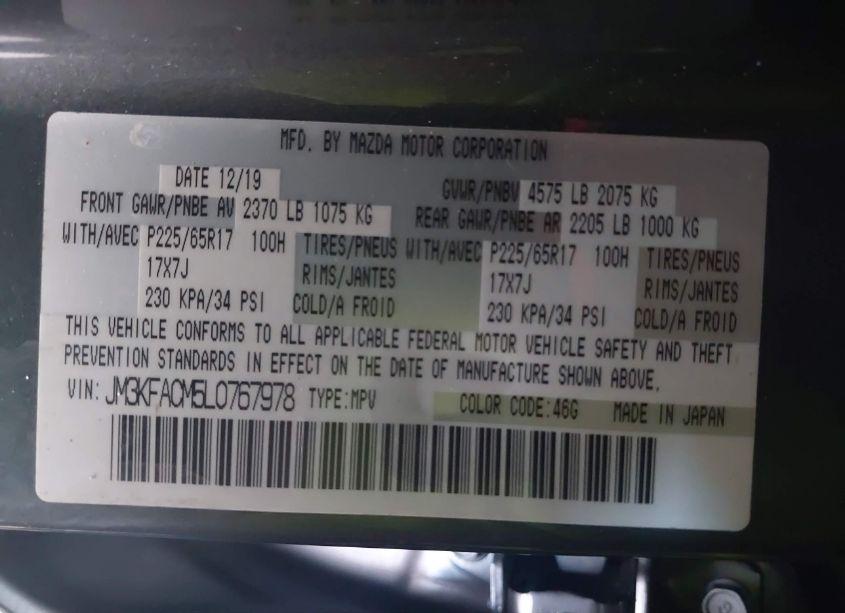 MFD. BY MAZDA MOTOR CORPORATION
DATE 12/19 GVWR/PNBV 4575 LB 2075 KG
FRONT GAWR/PNBE AV 2370 LB 1075 KG REAR GAWR/PNBE AR 2205 LB 1000 KG
WITH/AVEC P225/65R17 100H TIRES/PNEUS WITH/AVEC P225/65R17 100H TIRES/PNEUS
17X7J RIMS/JANTES 17X7J RIMS/JANTES
230 KPA/34 PSI COLD/A FROID 230 KPA/34 PSI COLD/A FROID
THIS VEHICLE CONFORMS TO ALL APPLICABLE FEDERAL MOTOR VEHICLE SAFETY AND THEFT
PREVENTION STANDARDS IN EFFECT ON THE DATE OF MANUFACTURE SHOWN ABOVE.
VIN: JM3KFACM5L0767978 TYPE:MPV COLOR CODE:46G MADE IN JAPAN